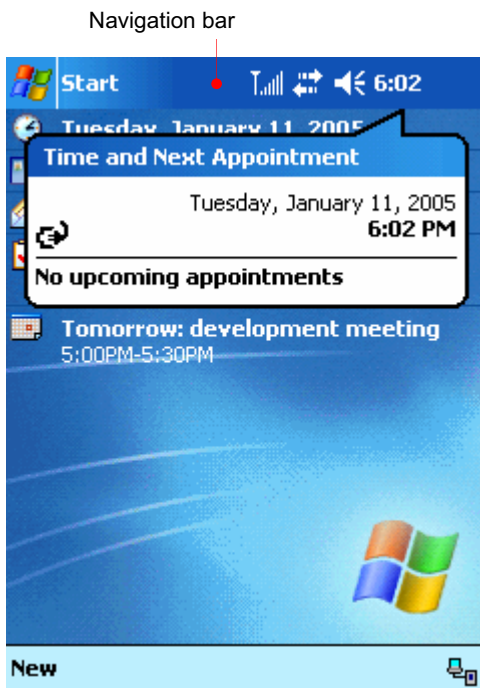 Navigation bar
Start 6:02
Tuesday, January 11, 2005
Time and Next Appointment
Tuesday, January 11, 2005
6:02 PM
No upcoming appointments
Tomorrow: development meeting
5:00PM-5:30PM
New